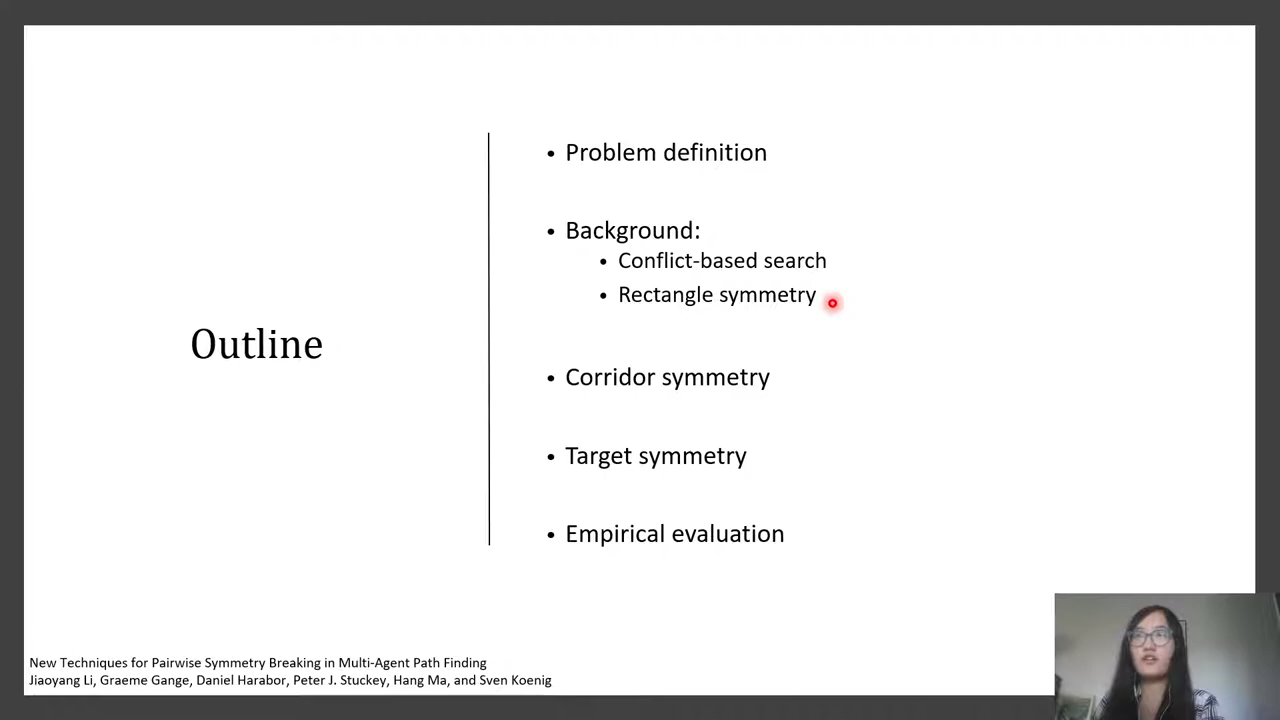 Outline
• Problem definition
• Background:
• Conflict-based search
• Rectangle symmetry
• Corridor symmetry
• Target symmetry
• Empirical evaluation
New Techniques for Pairwise Symmetry Breaking in Multi-Agent Path Finding
Jiaoyang Li, Graeme Gange, Daniel Harabor, Peter J. Stuckey, Hang Ma, and Sven Koenig